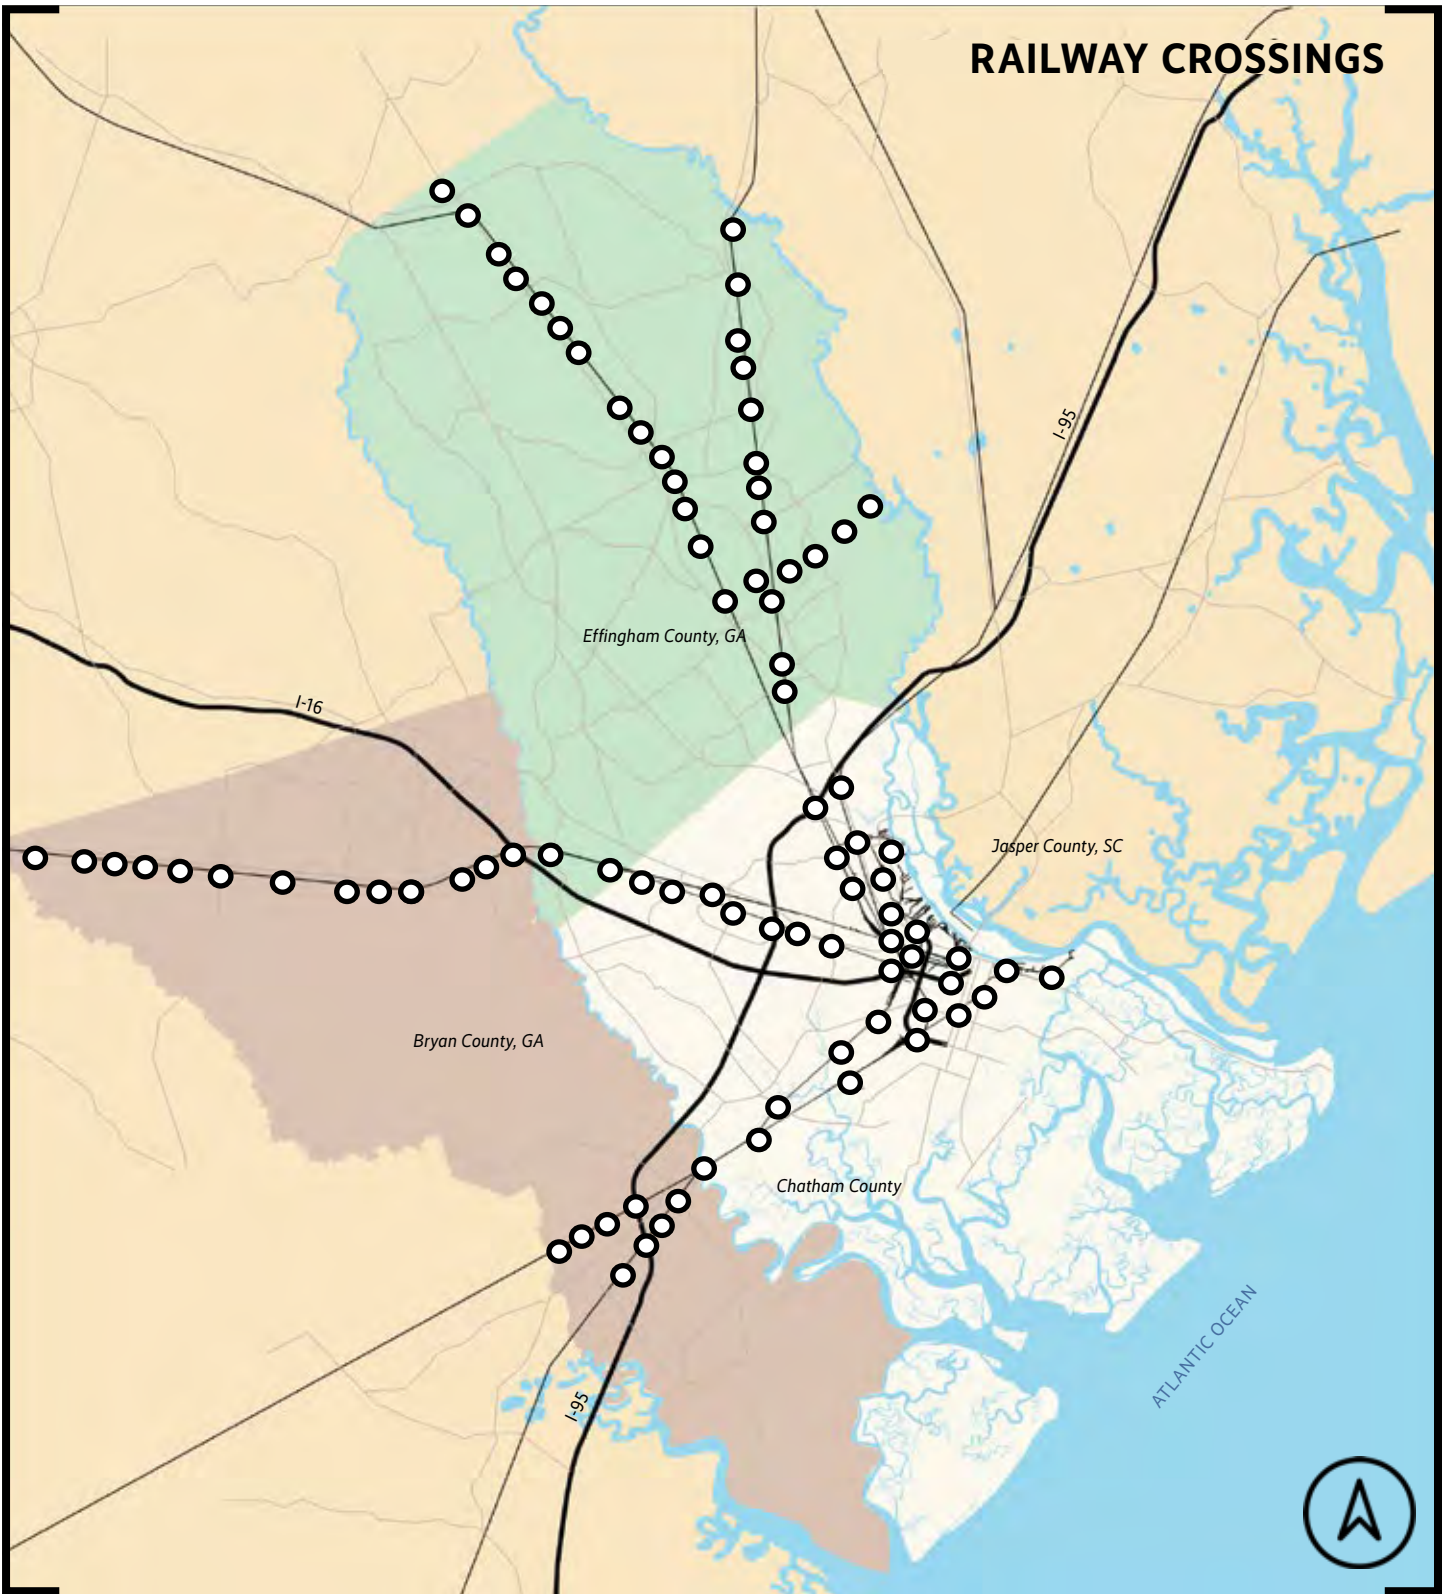 RAILWAY CROSSINGS
I-95
Effingham County, GA
I-16
Jasper County, SC
Bryan County, GA
Chatham County
ATLANTIC OCEAN
I-95